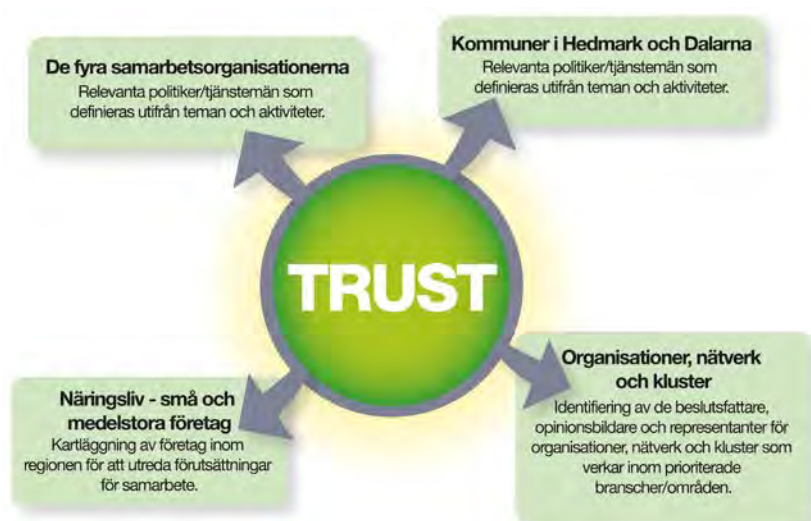 De fyra samarbetsorganisationerna
Relevanta politiker/tjänstemän som
definieras utifrån teman och aktiviteter.
Kommuner i Hedmark och Dalarna
Relevanta politiker/tjänstemän som
definieras utifrån teman och aktiviteter.
TRUST
Näringsliv - små och
medelstora företag
Kartläggning av företag inom
regionen för att utreda förutsättningar
för samarbete.
Organisationer, nätverk
och kluster
Identifiering av de beslutsfattare,
opinionsbildare och representanter för
organisationer, nätverk och kluster som
verkar inom prioriterade
branscher/områden.